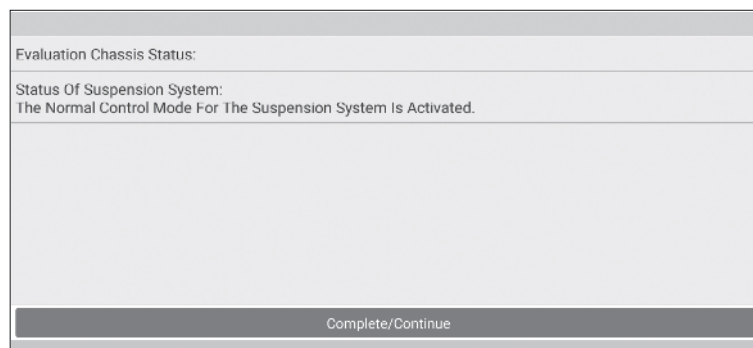 Evaluation Chassis Status:
Status Of Suspension System:
The Normal Control Mode For The Suspension System Is Activated.
Complete/Continue